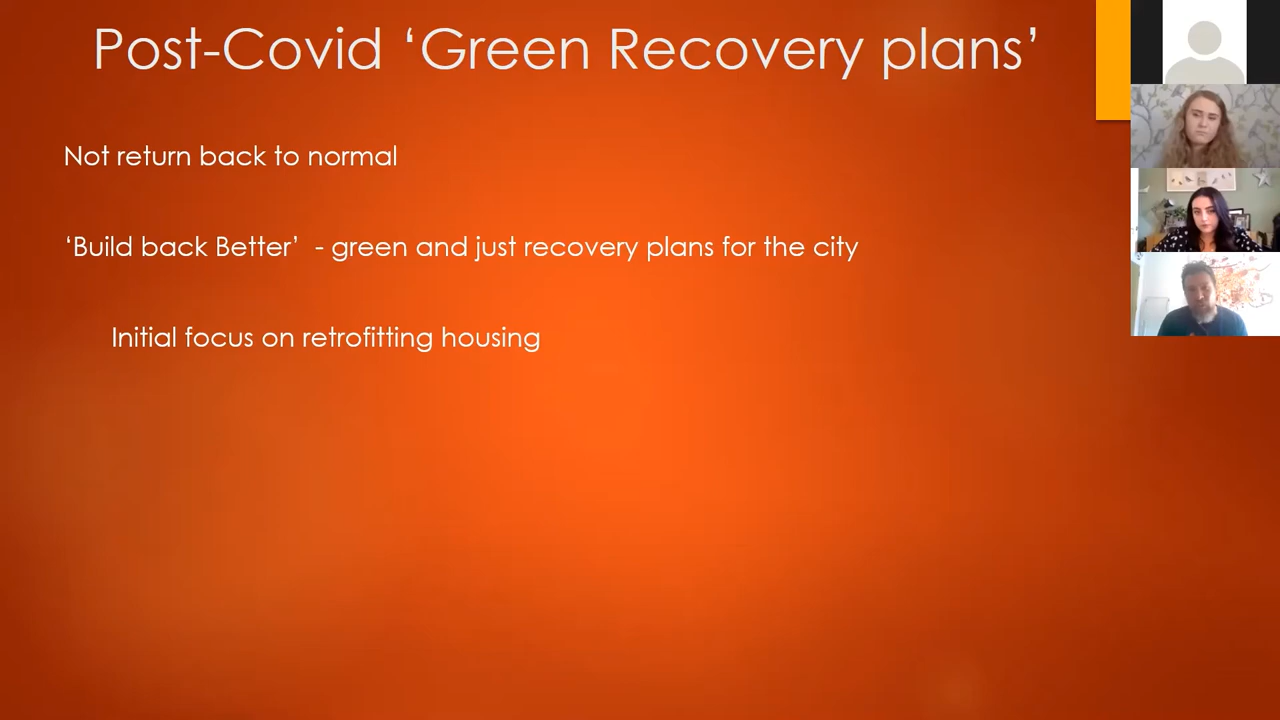 Post-Covid ‘Green Recovery plans’
Not return back to normal
‘Build back Better’ - green and just recovery plans for the city
Initial focus on retrofitting housing